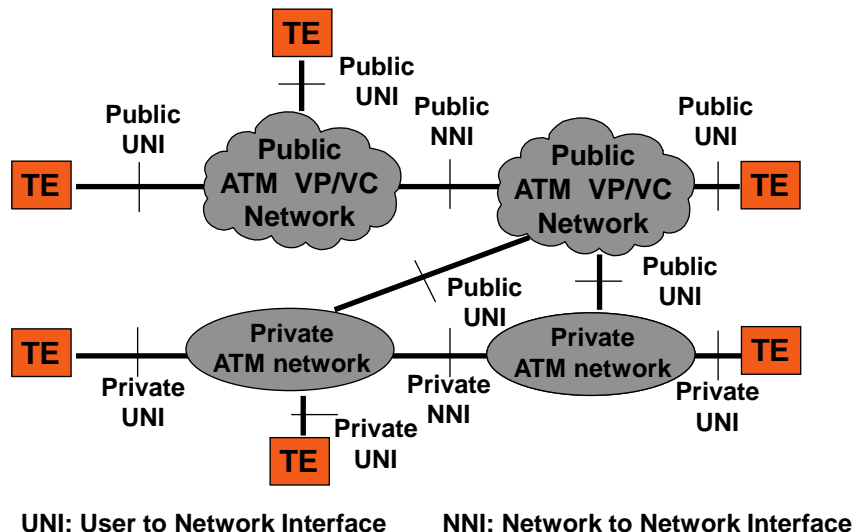 TE
Public
UNI
Public
UNI
Public
NNI
Public
UNI
TE
Public
ATM VP/VC
Network
Public
ATM VP/VC
Network
TE
Public
UNI
Public
UNI
TE
Private
ATM network
Private
ATM network
TE
Private
UNI
Private
NNI
Private
UNI
Private
UNI
TE
UNI: User to Network Interface
NNI: Network to Network Interface